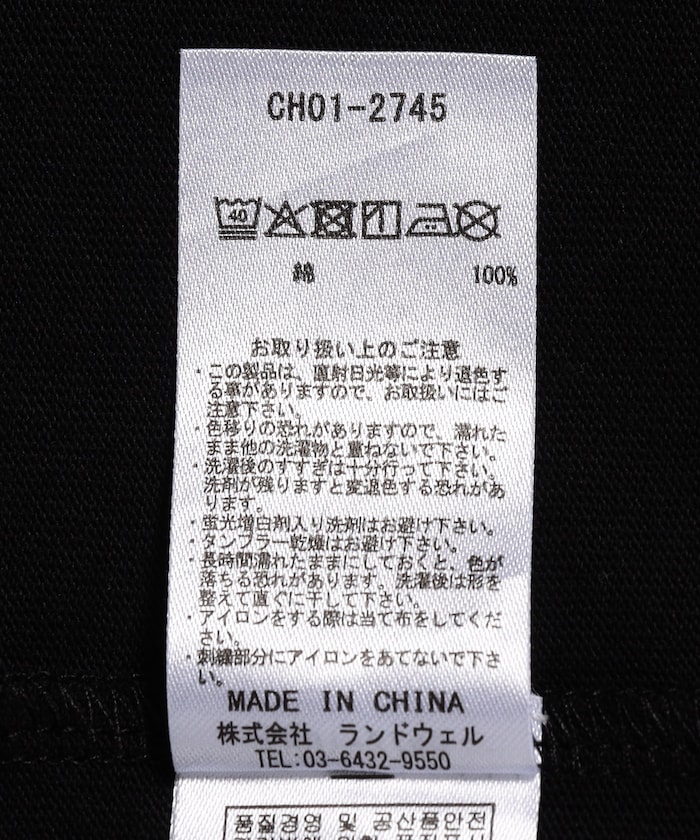 CH01-2745
40
綿 100%
お取り扱い上のご注意
・この製品は、直射日光等により退色す
る事がありますので、お取扱いにはご
注意下さい。
・色移りの恐れがありますので、濡れた
まま他の洗濯物と重ねないで下さい。
・洗濯後のすすぎは十分行って下さい。
洗剤が残りますと変退色する恐れがあ
ります。
・蛍光増白剤入り洗剤はお避け下さい。
・タンブラー乾燥はお避け下さい。
・長時間濡れたままにしておくと、色が
落ちる恐れがあります。洗濯後は形を
整えて直ぐに干して下さい。
・アイロンをする際は当て布をしてくだ
さい。
・刺繍部分にアイロンをあてないで下さ
い。
MADE IN CHINA
株式会社 ランドウェル
TEL:03-6432-9550
품질경영 및 공산품안전